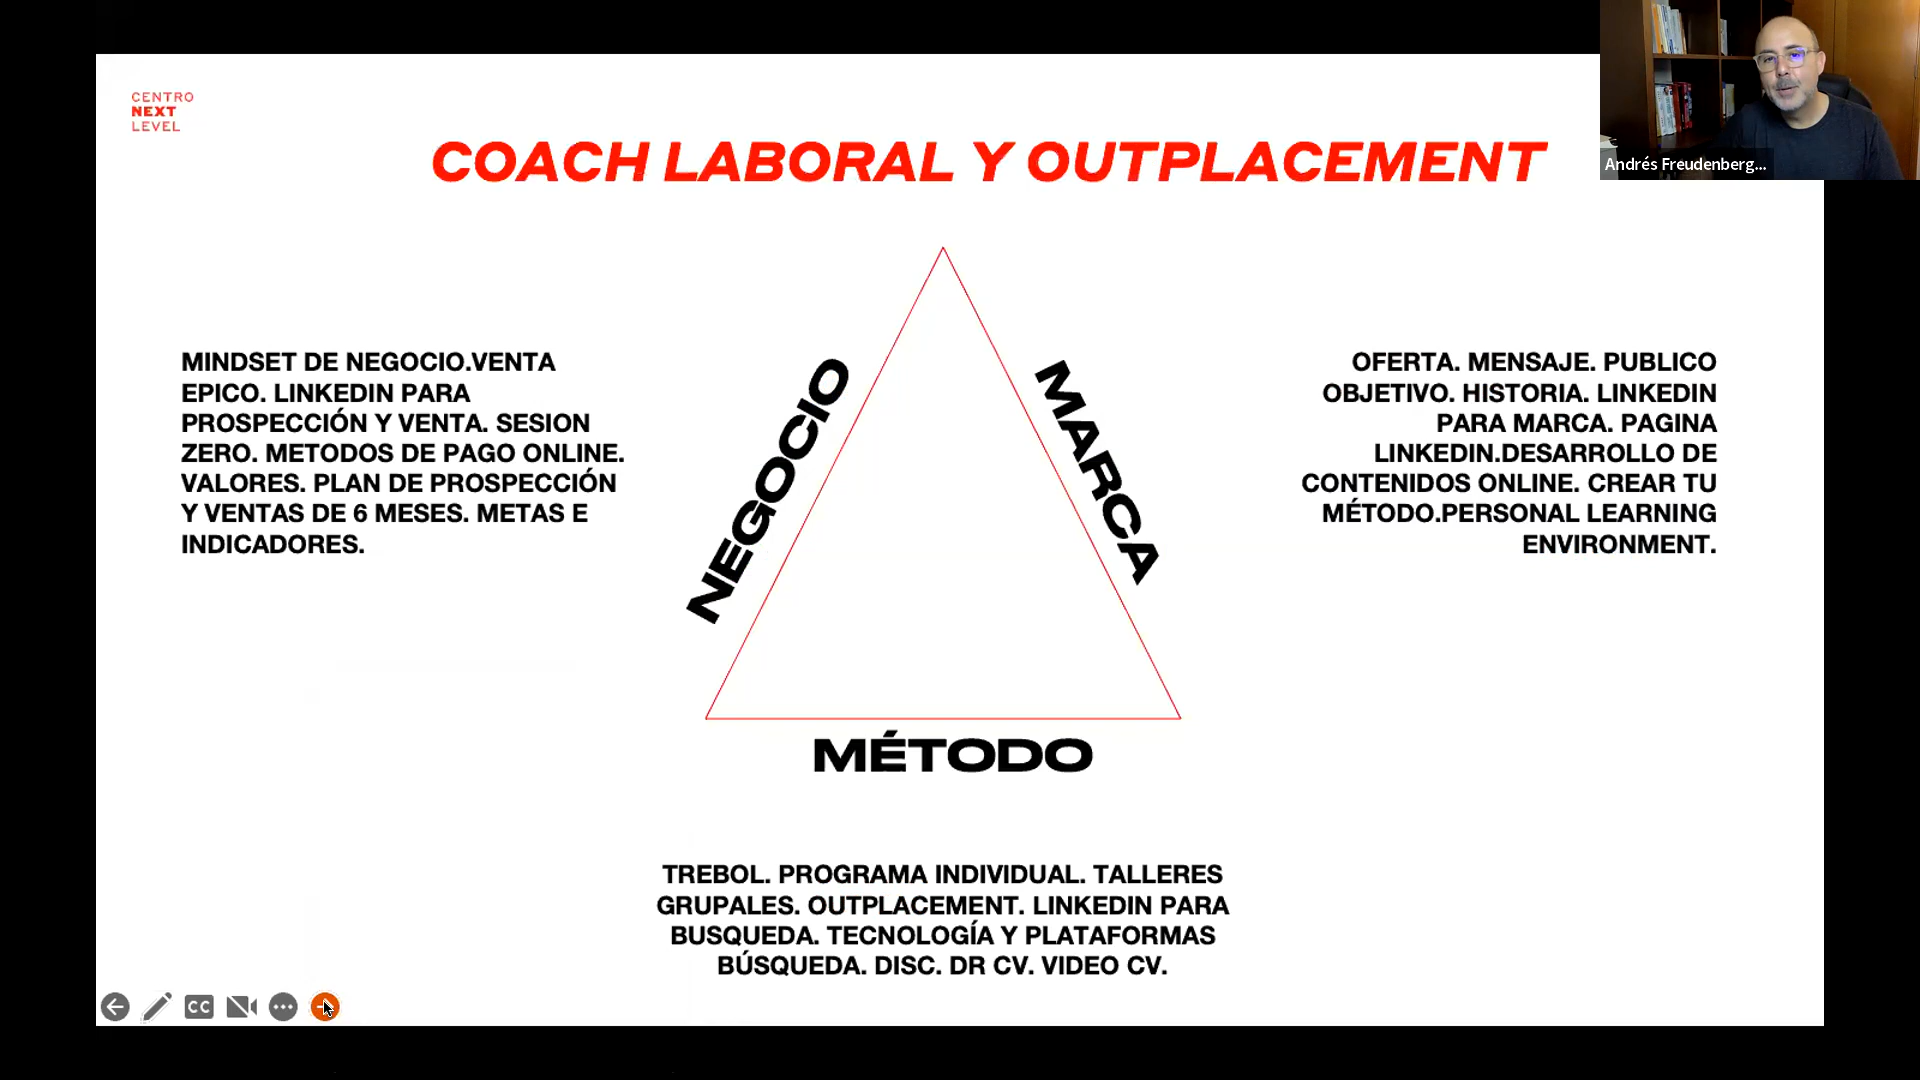 CENTRO
NEXT
LEVEL
COACH LABORAL Y OUTPLACEMENT
Andrés Freudenberg...
MINDSET DE NEGOCIO.VENTA
EPICO. LINKEDIN PARA
PROSPECCIÓN Y VENTA. SESION
ZERO. METODOS DE PAGO ONLINE.
VALORES. PLAN DE PROSPECCIÓN
Y VENTAS DE 6 MESES. METAS E
INDICADORES.
NEGOCIO
MARCA
OFERTA. MENSAJE. PUBLICO
OBJETIVO. HISTORIA. LINKEDIN
PARA MARCA. PAGINA
LINKEDIN.DESARROLLO DE
CONTENIDOS ONLINE. CREAR TU
MÉTODO.PERSONAL LEARNING
ENVIRONMENT.
MÉTODO
TREBOL. PROGRAMA INDIVIDUAL. TALLERES
GRUPALES. OUTPLACEMENT. LINKEDIN PARA
BUSQUEDA. TECNOLOGÍA Y PLATAFORMAS
BÚSQUEDA. DISC. DR CV. VIDEO CV.
CC